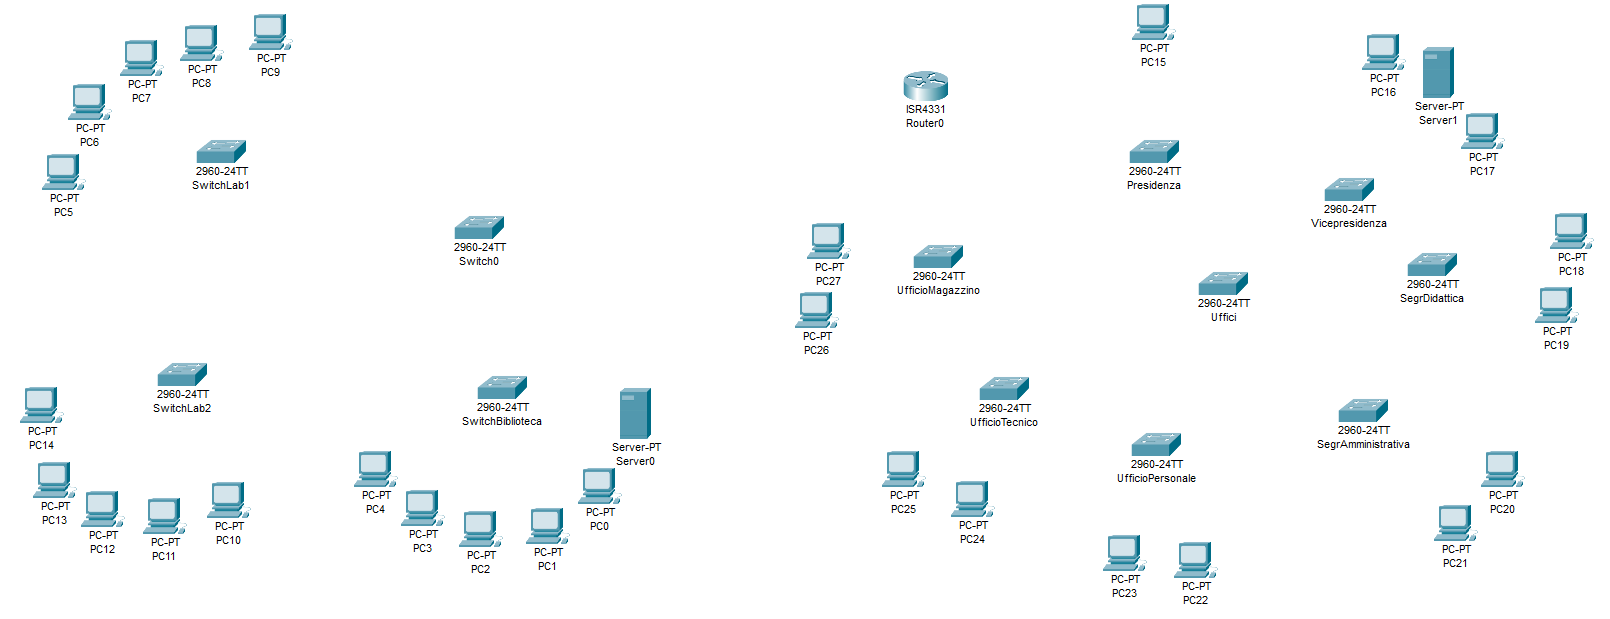 PC-PT
PC9
PC-PT
PC8
PC-PT
PC7
PC-PT
PC6
PC-PT
PC5
2960-24TT
SwitchLab1
2960-24TT
Switch0
2960-24TT
SwitchLab2
PC-PT
PC14
PC-PT
PC13
PC-PT
PC12
PC-PT
PC11
PC-PT
PC10
2960-24TT
SwitchBiblioteca
Server-PT
Server0
PC-PT
PC4
PC-PT
PC3
PC-PT
PC2
PC-PT
PC1
PC-PT
PC0
ISR4331
Router0
PC-PT
PC15
PC-PT
PC16
Server-PT
Server1
PC-PT
PC17
2960-24TT
Presidenza
2960-24TT
Vicepresidenza
PC-PT
PC27
2960-24TT
UfficioMagazzino
PC-PT
PC26
2960-24TT
Uffici
2960-24TT
SegrDidattica
PC-PT
PC18
PC-PT
PC19
2960-24TT
UfficioTecnico
2960-24TT
UfficioPersonale
2960-24TT
SegrAmministrativa
PC-PT
PC25
PC-PT
PC24
PC-PT
PC23
PC-PT
PC22
PC-PT
PC20
PC-PT
PC21